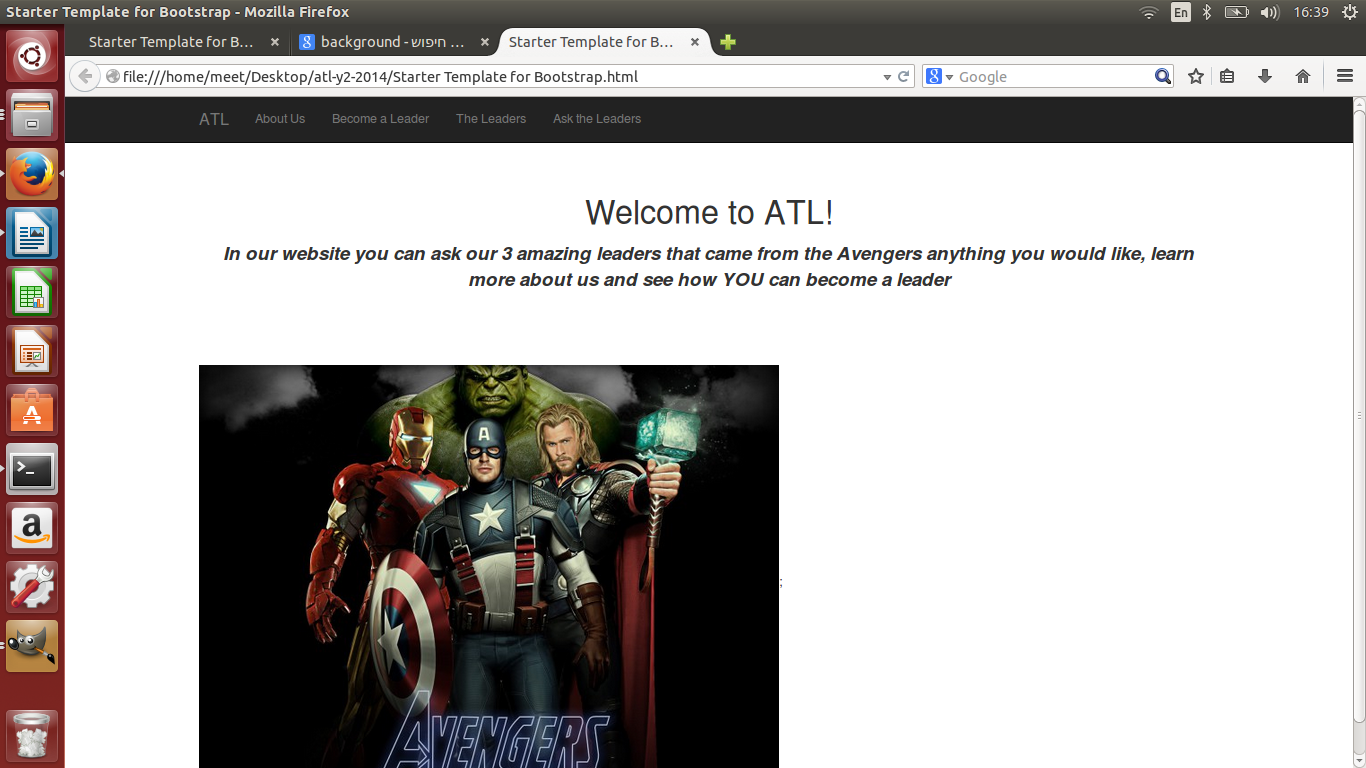 Starter Template for Bootstrap - Mozilla Firefox
En
16:39
Starter Template for B...
background - חיפוש ...
Starter Template for B...
file:///home/meet/Desktop/atl-y2-2014/Starter Template for Bootstrap.html
Google
ATL
About Us
Become a Leader
The Leaders
Ask the Leaders
Welcome to ATL!
In our website you can ask our 3 amazing leaders that came from the Avengers anything you would like, learn
more about us and see how YOU can become a leader
A
;
AVENGERS